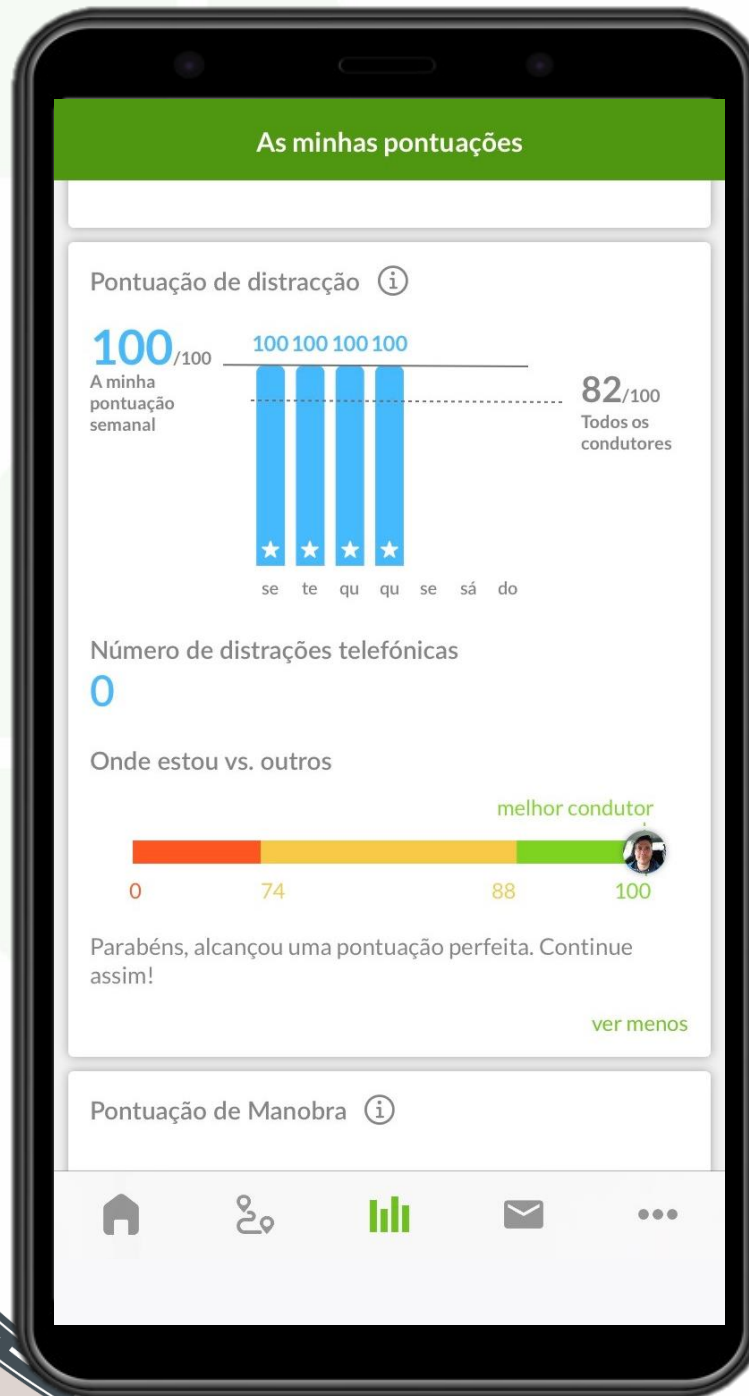 As minhas pontuações
Pontuação de distracção
100/100
A minha
pontuação
semanal
100 100 100 100
82/100
Todos os
condutores
se te qu qu se sá do
Número de distrações telefónicas
0
Onde estou vs. outros
melhor condutor
0 74 88 100
Parabéns, alcançou uma pontuação perfeita. Continue
assim!
ver menos
Pontuação de Manobra